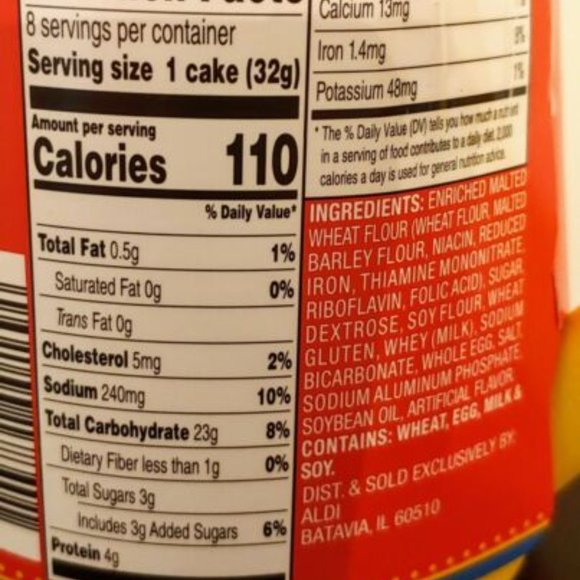 8 servings per container
Serving size 1 cake (32g)
Amount per serving
Calories 110
% Daily Value*
Total Fat 0.5g 1%
Saturated Fat 0g 0%
Trans Fat 0g
Cholesterol 5mg 2%
Sodium 240mg 10%
Total Carbohydrate 23g 8%
Dietary Fiber less than 1g 0%
Total Sugars 3g
Includes 3g Added Sugars 6%
Protein 4g
Calcium 13mg
Iron 1.4mg 8%
Potassium 48mg 1%
* The % Daily Value (DV) tells you how much a nutrient
in a serving of food contributes to a daily diet. 2,000
calories a day is used for general nutrition advice.
INGREDIENTS: ENRICHED MALTED
WHEAT FLOUR (WHEAT FLOUR, MALTED
BARLEY FLOUR, NIACIN, REDUCED
IRON, THIAMINE MONONITRATE,
RIBOFLAVIN, FOLIC ACID), SUGAR,
DEXTROSE, SOY FLOUR, WHEAT
GLUTEN, WHEY (MILK), SODIUM
BICARBONATE, WHOLE EGG, SALT,
SODIUM ALUMINUM PHOSPHATE,
SOYBEAN OIL, ARTIFICIAL FLAVOR.
CONTAINS: WHEAT, EGG, MILK &
SOY.
DIST. & SOLD EXCLUSIVELY BY:
ALDI
BATAVIA, IL 60510